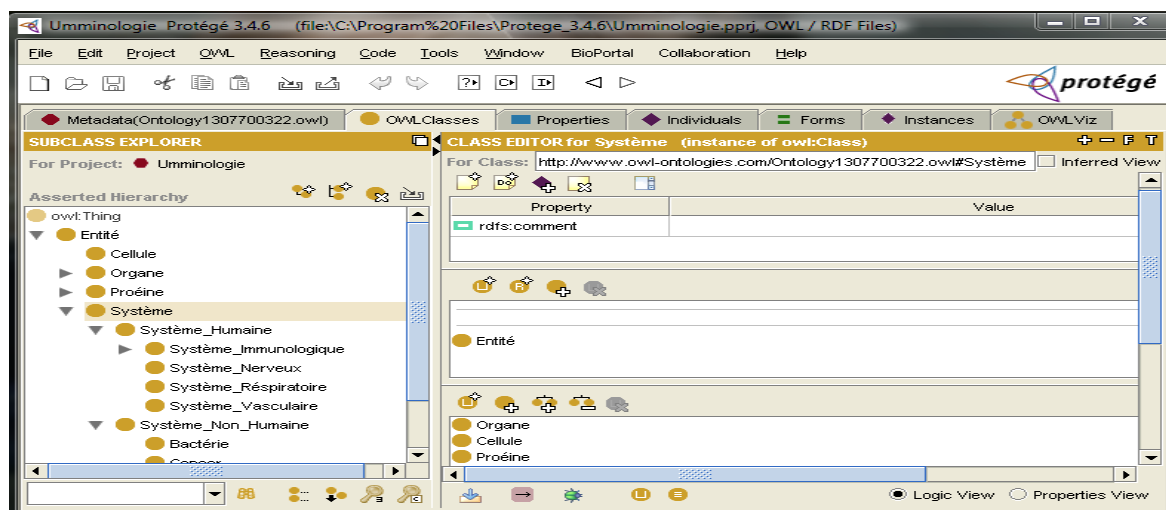 Umminologie Protégé 3.4.6 (file:\C:\Program%20Files\Protege_3.4.6\Umminologie.pprj, OWL / RDF Files)
File Edit Project OWL Reasoning Code Tools Window BioPortal Collaboration Help
protégé
Metadata(Ontology1307700322.owl) OWLClasses Properties Individuals Forms Instances OWLViz
SUBCLASS EXPLORER
For Project: Umminologie
Asserted Hierarchy
owl:Thing
Entité
Cellule
Organe
Proéine
Système
Système_Humaine
Système_Immunologique
Système_Nerveux
Système_Réspiratoire
Système_Vasculaire
Système_Non_Humaine
Bactérie
Cancer
CLASS EDITOR for Système (instance of owl:Class)
For Class: http://www.owl-ontologies.com/Ontology1307700322.owl#Système Inferred View
Property Value
rdfs:comment
Entité
Organe
Cellule
Proéine
Logic View Properties View